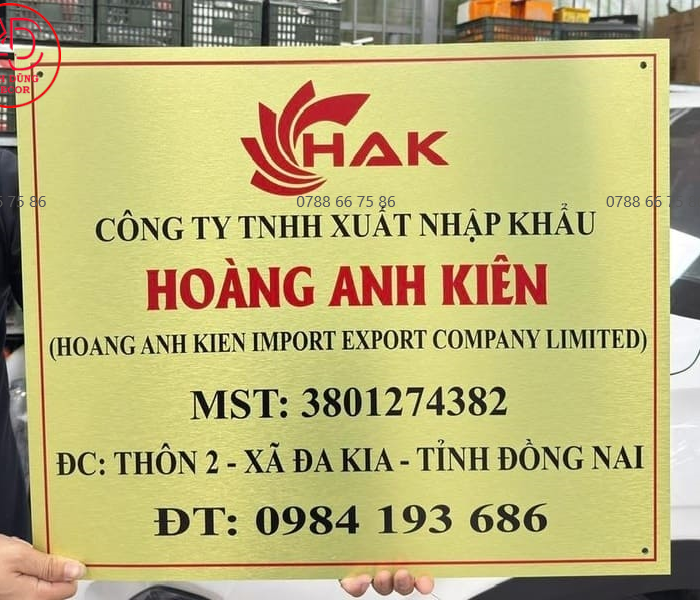 HAK
0788 66 75 86
CÔNG TY TNHH XUẤT NHẬP KHẨU
HOÀNG ANH KIÊN
(HOANG ANH KIEN IMPORT EXPORT COMPANY LIMITED)
MST: 3801274382
ĐC: THÔN 2 - XÃ ĐA KIA - TỈNH ĐỒNG NAI
ĐT: 0984 193 686